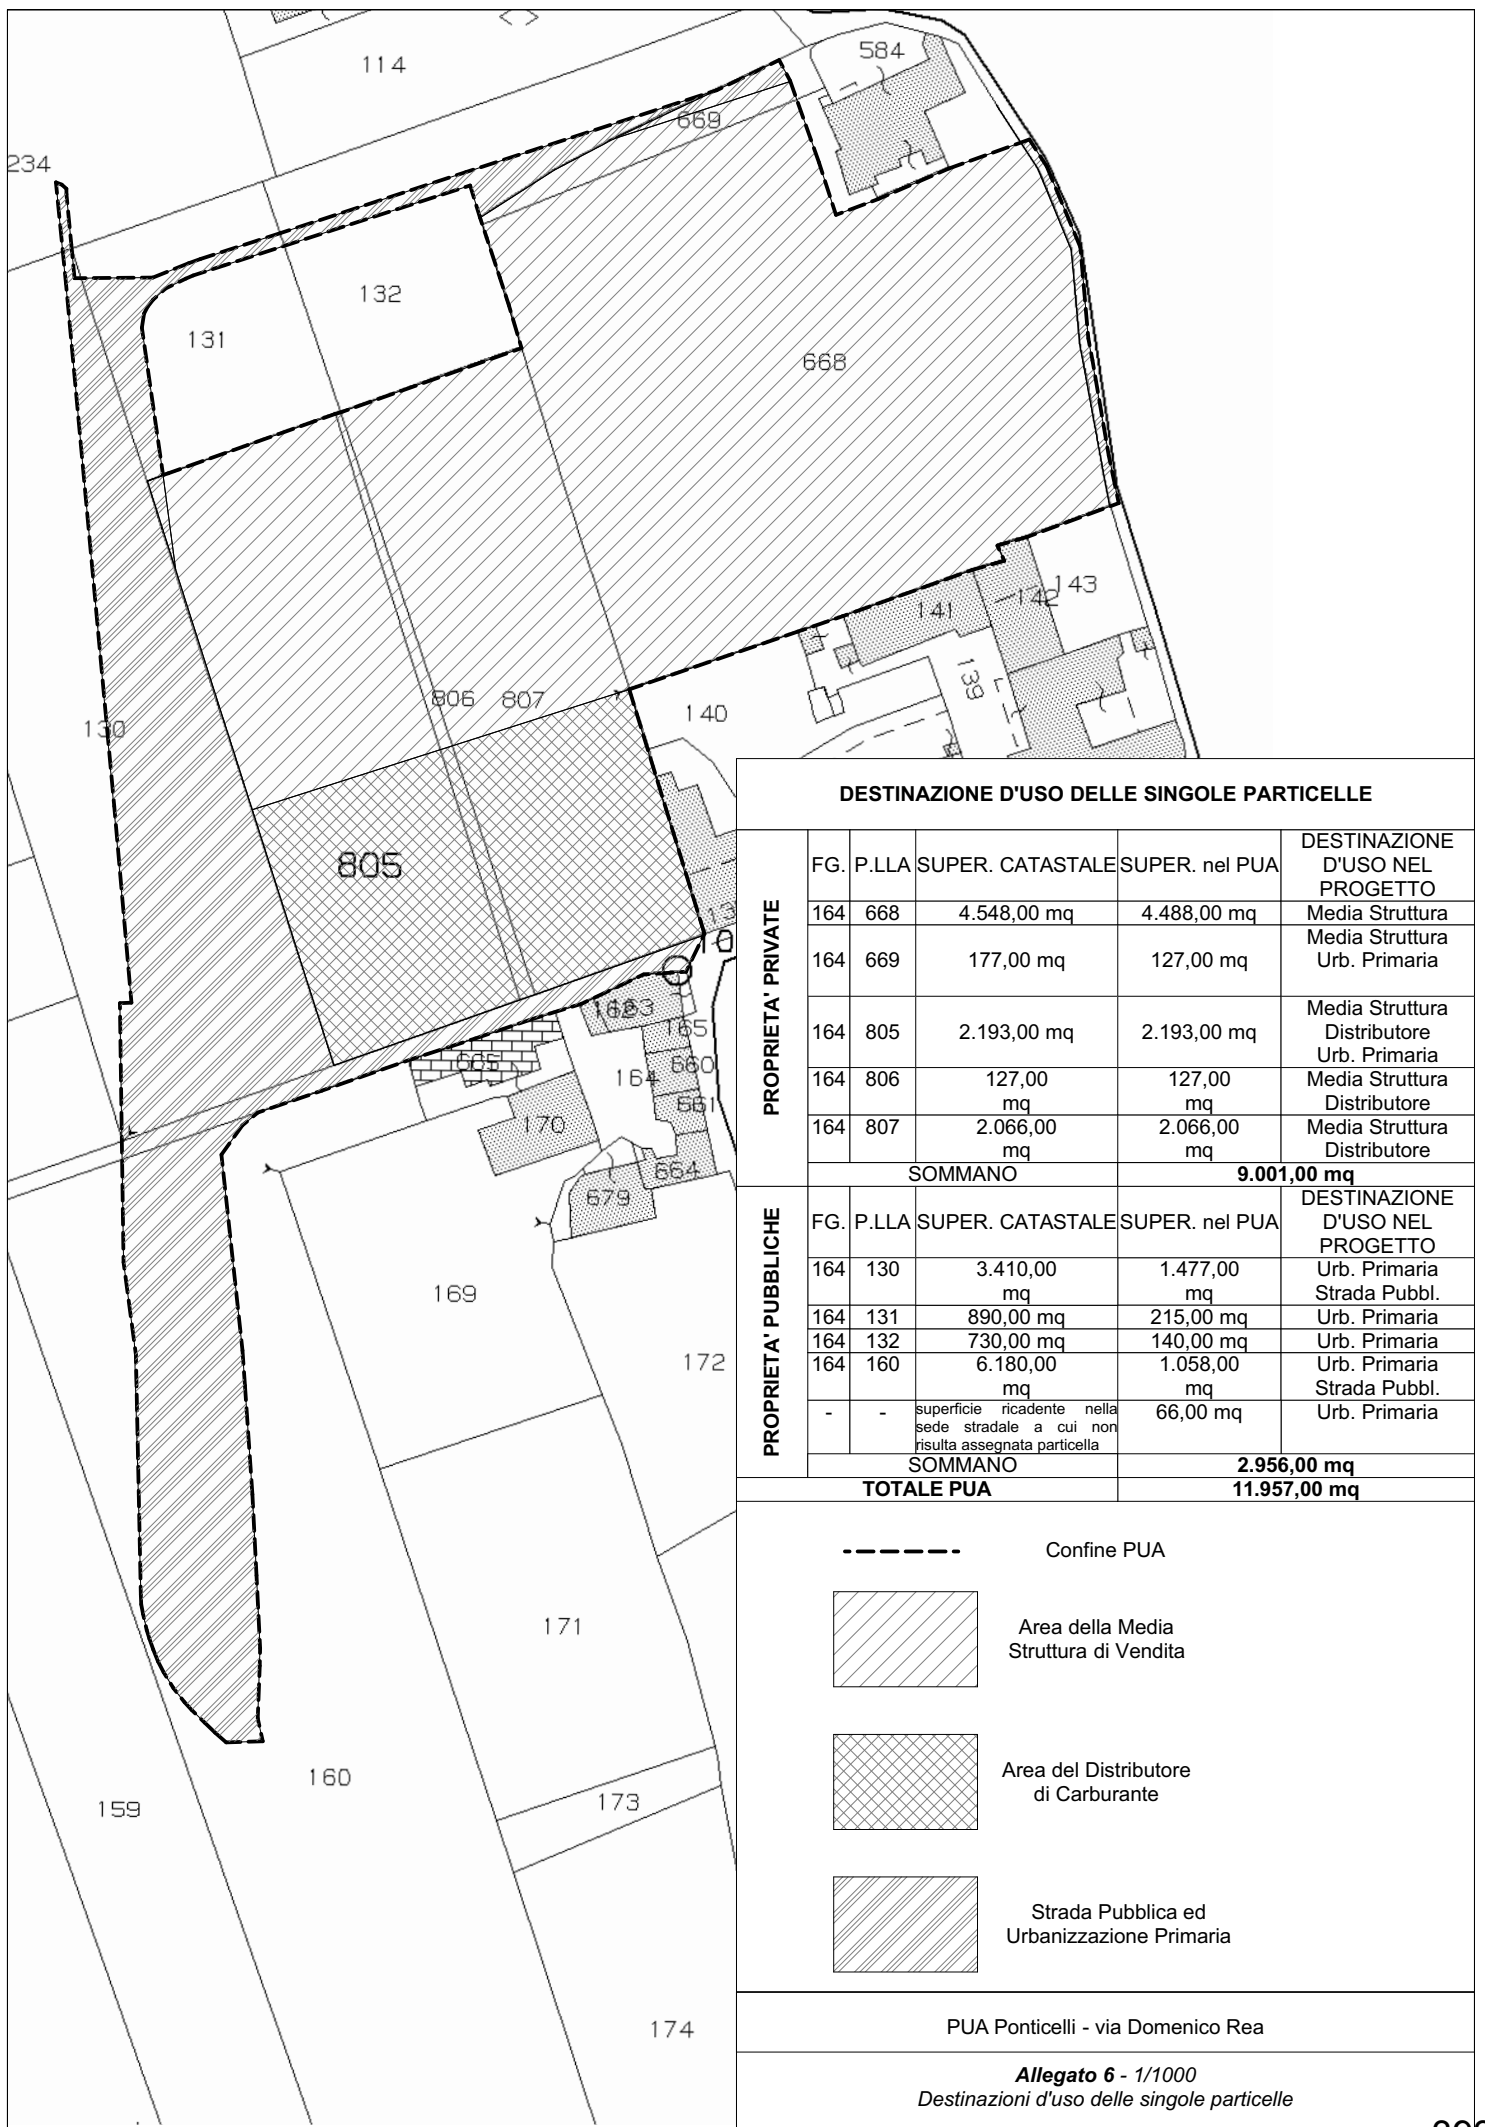 584
114
669
234
132
131
668
143
142
141
139
806 807
140
130
805
10
163
165
665
164
660
661
170
664
679
169
172
171
160
159
173
174
DESTINAZIONE D'USO DELLE SINGOLE PARTICELLE
PROPRIETA' PRIVATE
FG. P.LLA SUPER. CATASTALE SUPER. nel PUA DESTINAZIONE
D'USO NEL
PROGETTO
164 668 4.548,00 mq 4.488,00 mq Media Struttura
164 669 177,00 mq 127,00 mq Media Struttura
Urb. Primaria
164 805 2.193,00 mq 2.193,00 mq Media Struttura
Distributore
Urb. Primaria
164 806 127,00 127,00 Media Struttura
mq mq Distributore
164 807 2.066,00 2.066,00 Media Struttura
mq mq Distributore
SOMMANO 9.001,00 mq
PROPRIETA' PUBBLICHE
FG. P.LLA SUPER. CATASTALE SUPER. nel PUA DESTINAZIONE
D'USO NEL
PROGETTO
164 130 3.410,00 1.477,00 Urb. Primaria
mq mq Strada Pubbl.
164 131 890,00 mq 215,00 mq Urb. Primaria
164 132 730,00 mq 140,00 mq Urb. Primaria
164 160 6.180,00 1.058,00 Urb. Primaria
mq mq Strada Pubbl.
- - superficie ricadente nella 66,00 mq Urb. Primaria
sede stradale a cui non
risulta assegnata particella
SOMMANO 2.956,00 mq
TOTALE PUA 11.957,00 mq
Confine PUA
Area della Media
Struttura di Vendita
Area del Distributore
di Carburante
Strada Pubblica ed
Urbanizzazione Primaria
PUA Ponticelli - via Domenico Rea
Allegato 6 - 1/1000
Destinazioni d'uso delle singole particelle